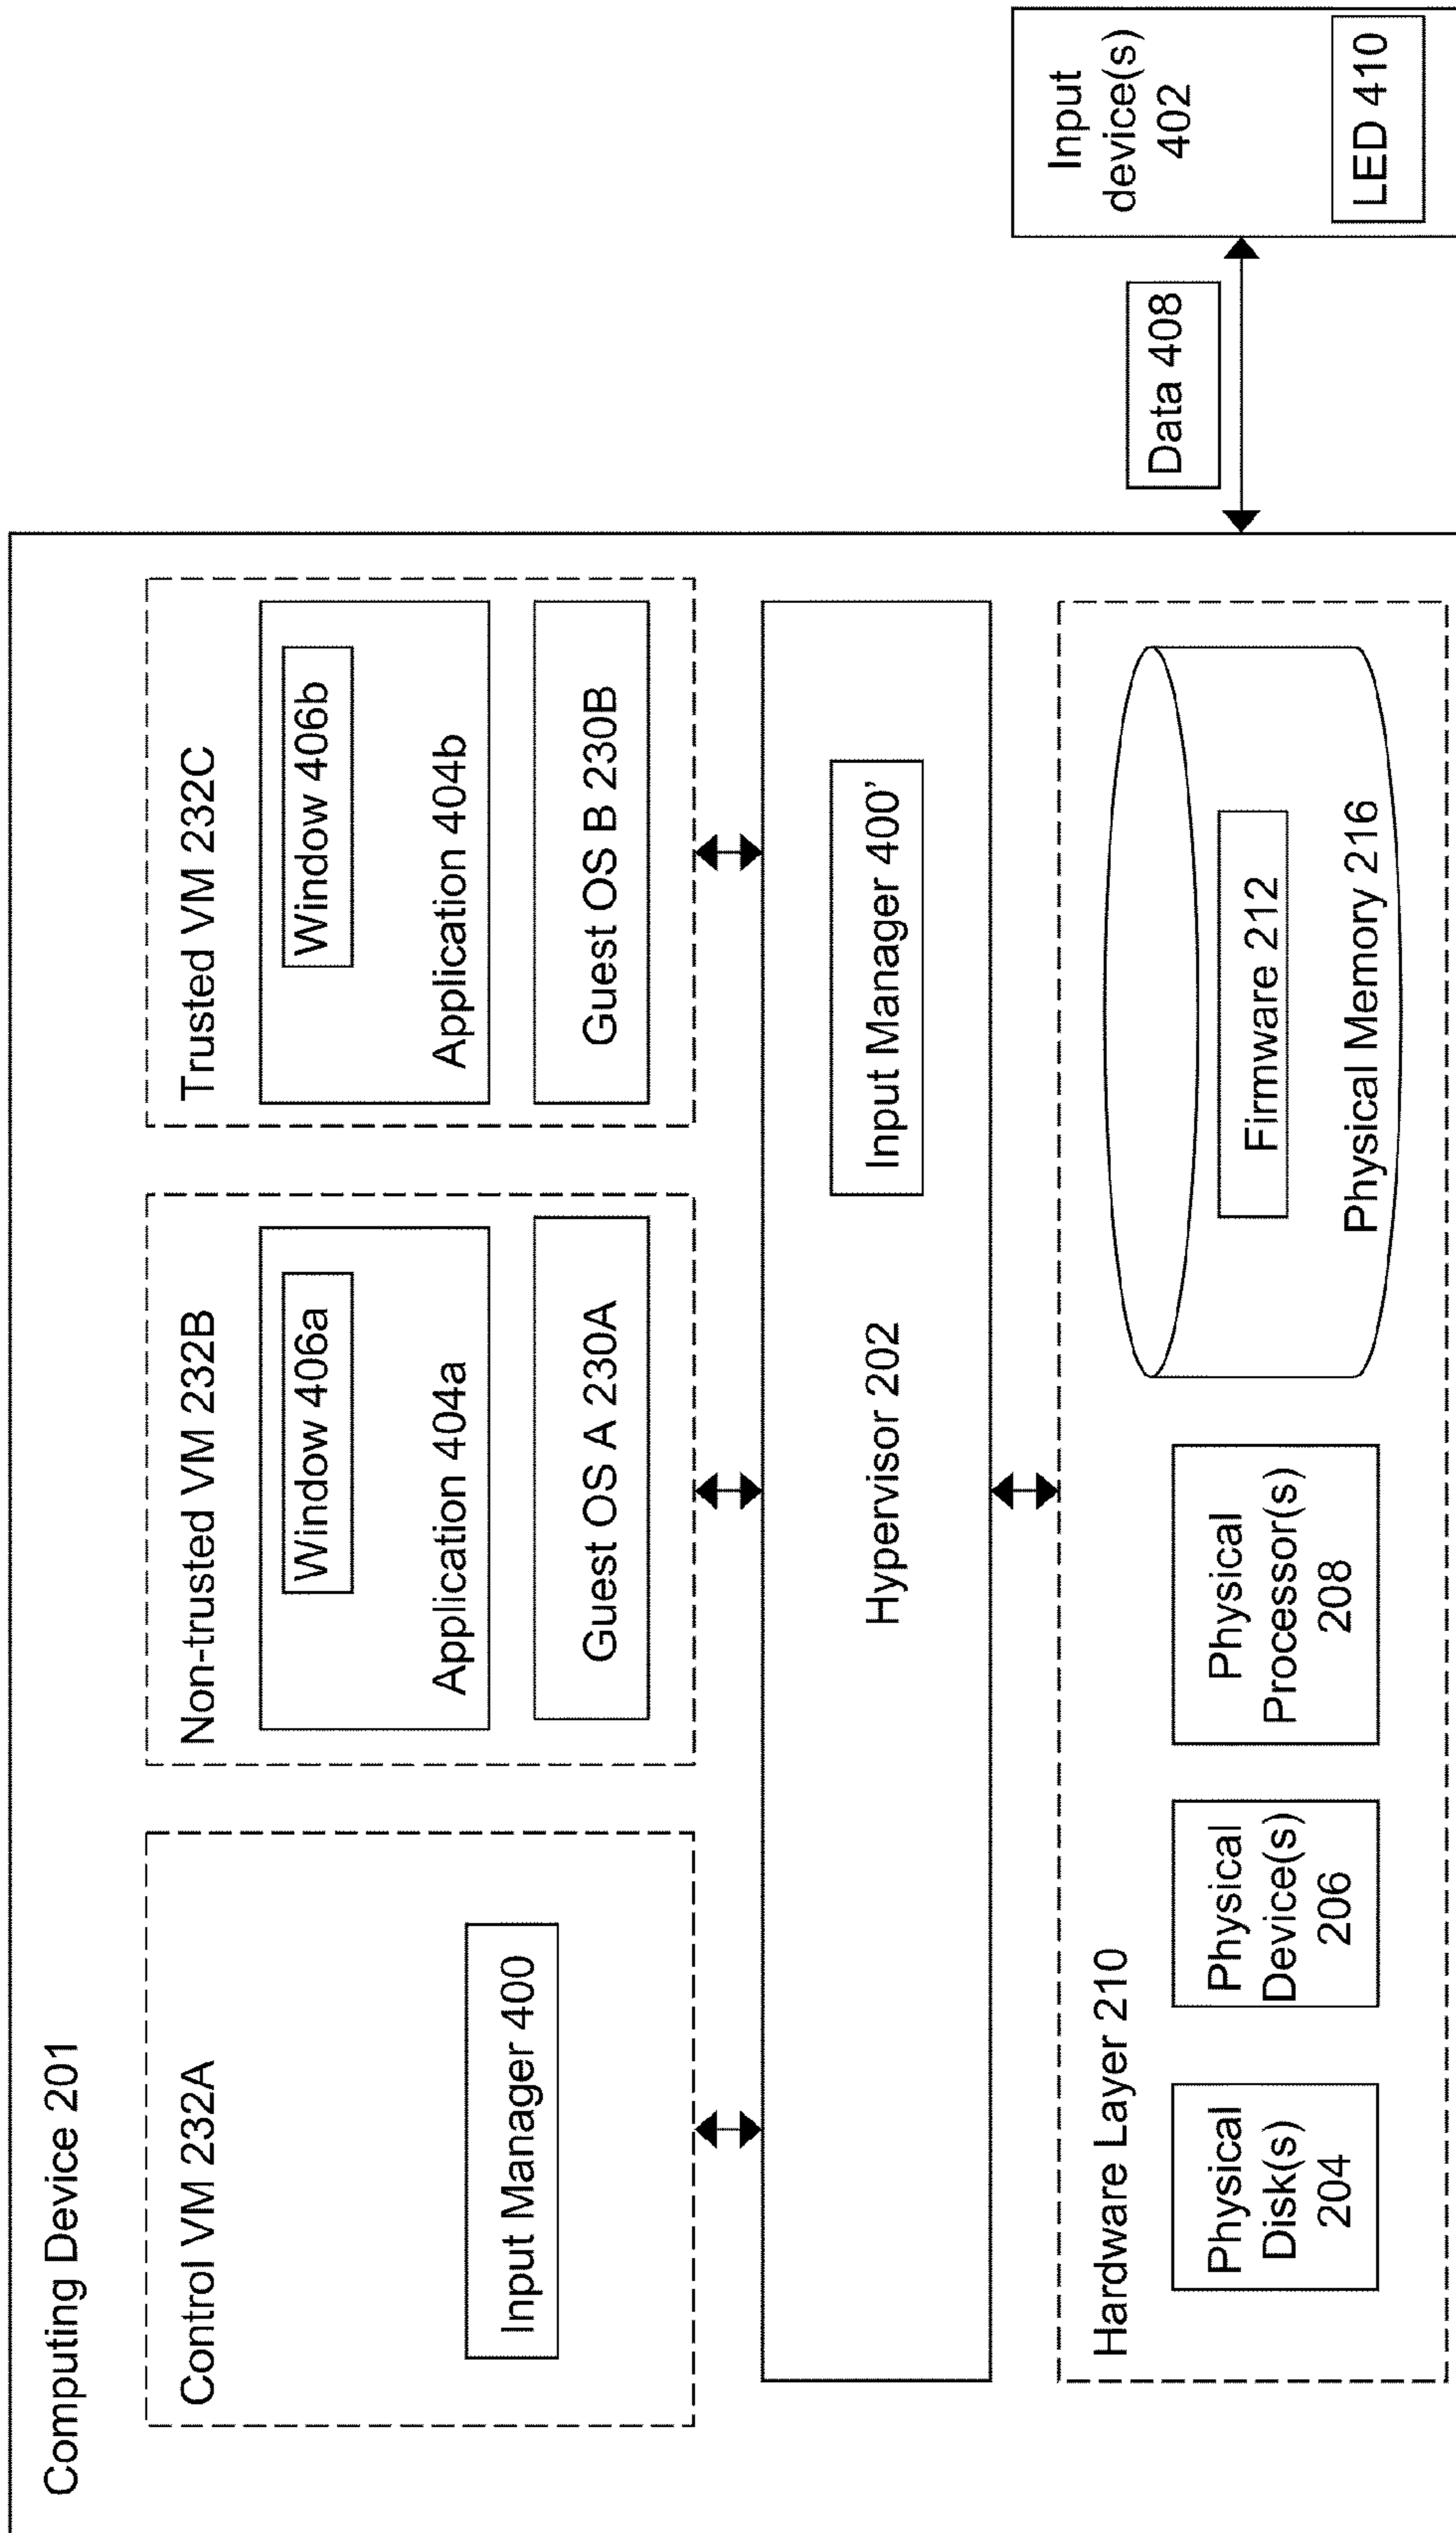 Computing Device 201
Control VM 232A
Input Manager 400
Non-trusted VM 232B
Window 406a
Application 404a
Guest OS A 230A
Trusted VM 232C
Window 406b
Application 404b
Guest OS B 230B
Hypervisor 202
Input Manager 400’
Hardware Layer 210
Physical
Disk(s)
204
Physical
Device(s)
206
Physical
Processor(s)
208
Firmware 212
Physical Memory 216
Data 408
Input
device(s)
402
LED 410